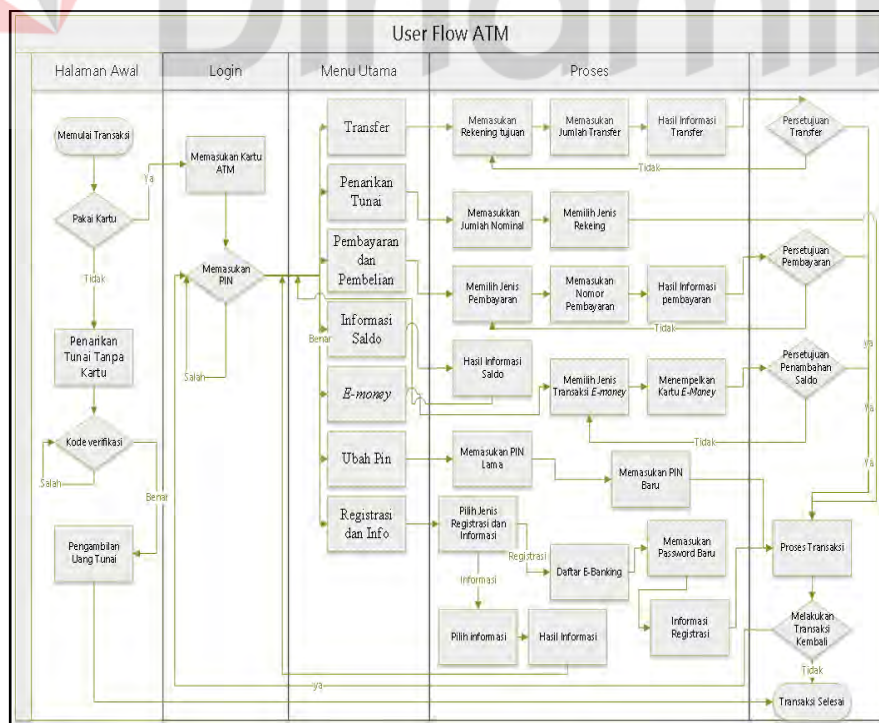 Dinamik
User Flow ATM
Halaman Awal
Login
Menu Utama
Proses
Memulai Transaksi
Pakai Kartu
Ya
Tidak
Penarikan
Tunai Tanpa
Kartu
Kode verifikasi
Salah
Benar
Pengambilan
Uang Tunai
Memasukan Kartu
ATM
Memasukan
PIN
Salah
Benar
Transfer
Penarikan
Tunai
Pembayaran
dan
Pembelian
Informasi
Saldo
E-money
Ubah Pin
Registrasi
dan Info
Memasukan
Rekening tujuan
Memasukan
Jumlah Transfer
Hasil Informasi
Transfer
Persetujuan
Transfer
Tidak
Memasukkan
Jumlah Nominal
Memilih Jenis
Rekeing
Memilih Jenis
Pembayaran
Memasukan
Nomor
Pembayaran
Hasil Informasi
pembayaran
Persetujuan
Pembayaran
Tidak
ya
Hasil Informasi
Saldo
Memilih Jenis
Transaksi E-money
Menempelkan
Kartu E-Money
Persetujuan
Penambahan
Saldo
Tidak
Ya
Memasukan PIN
Lama
Memasukan PIN
Baru
Pilih Jenis
Registrasi dan
Informasi
Registrasi
Informasi
Daftar E-Banking
Memasukan
Password Baru
Informasi
Registrasi
Pilih informasi
Hasil Informasi
Proses Transaksi
Melakukan
Transaksi
Kembali
ya
Tidak
Transaksi Selesai